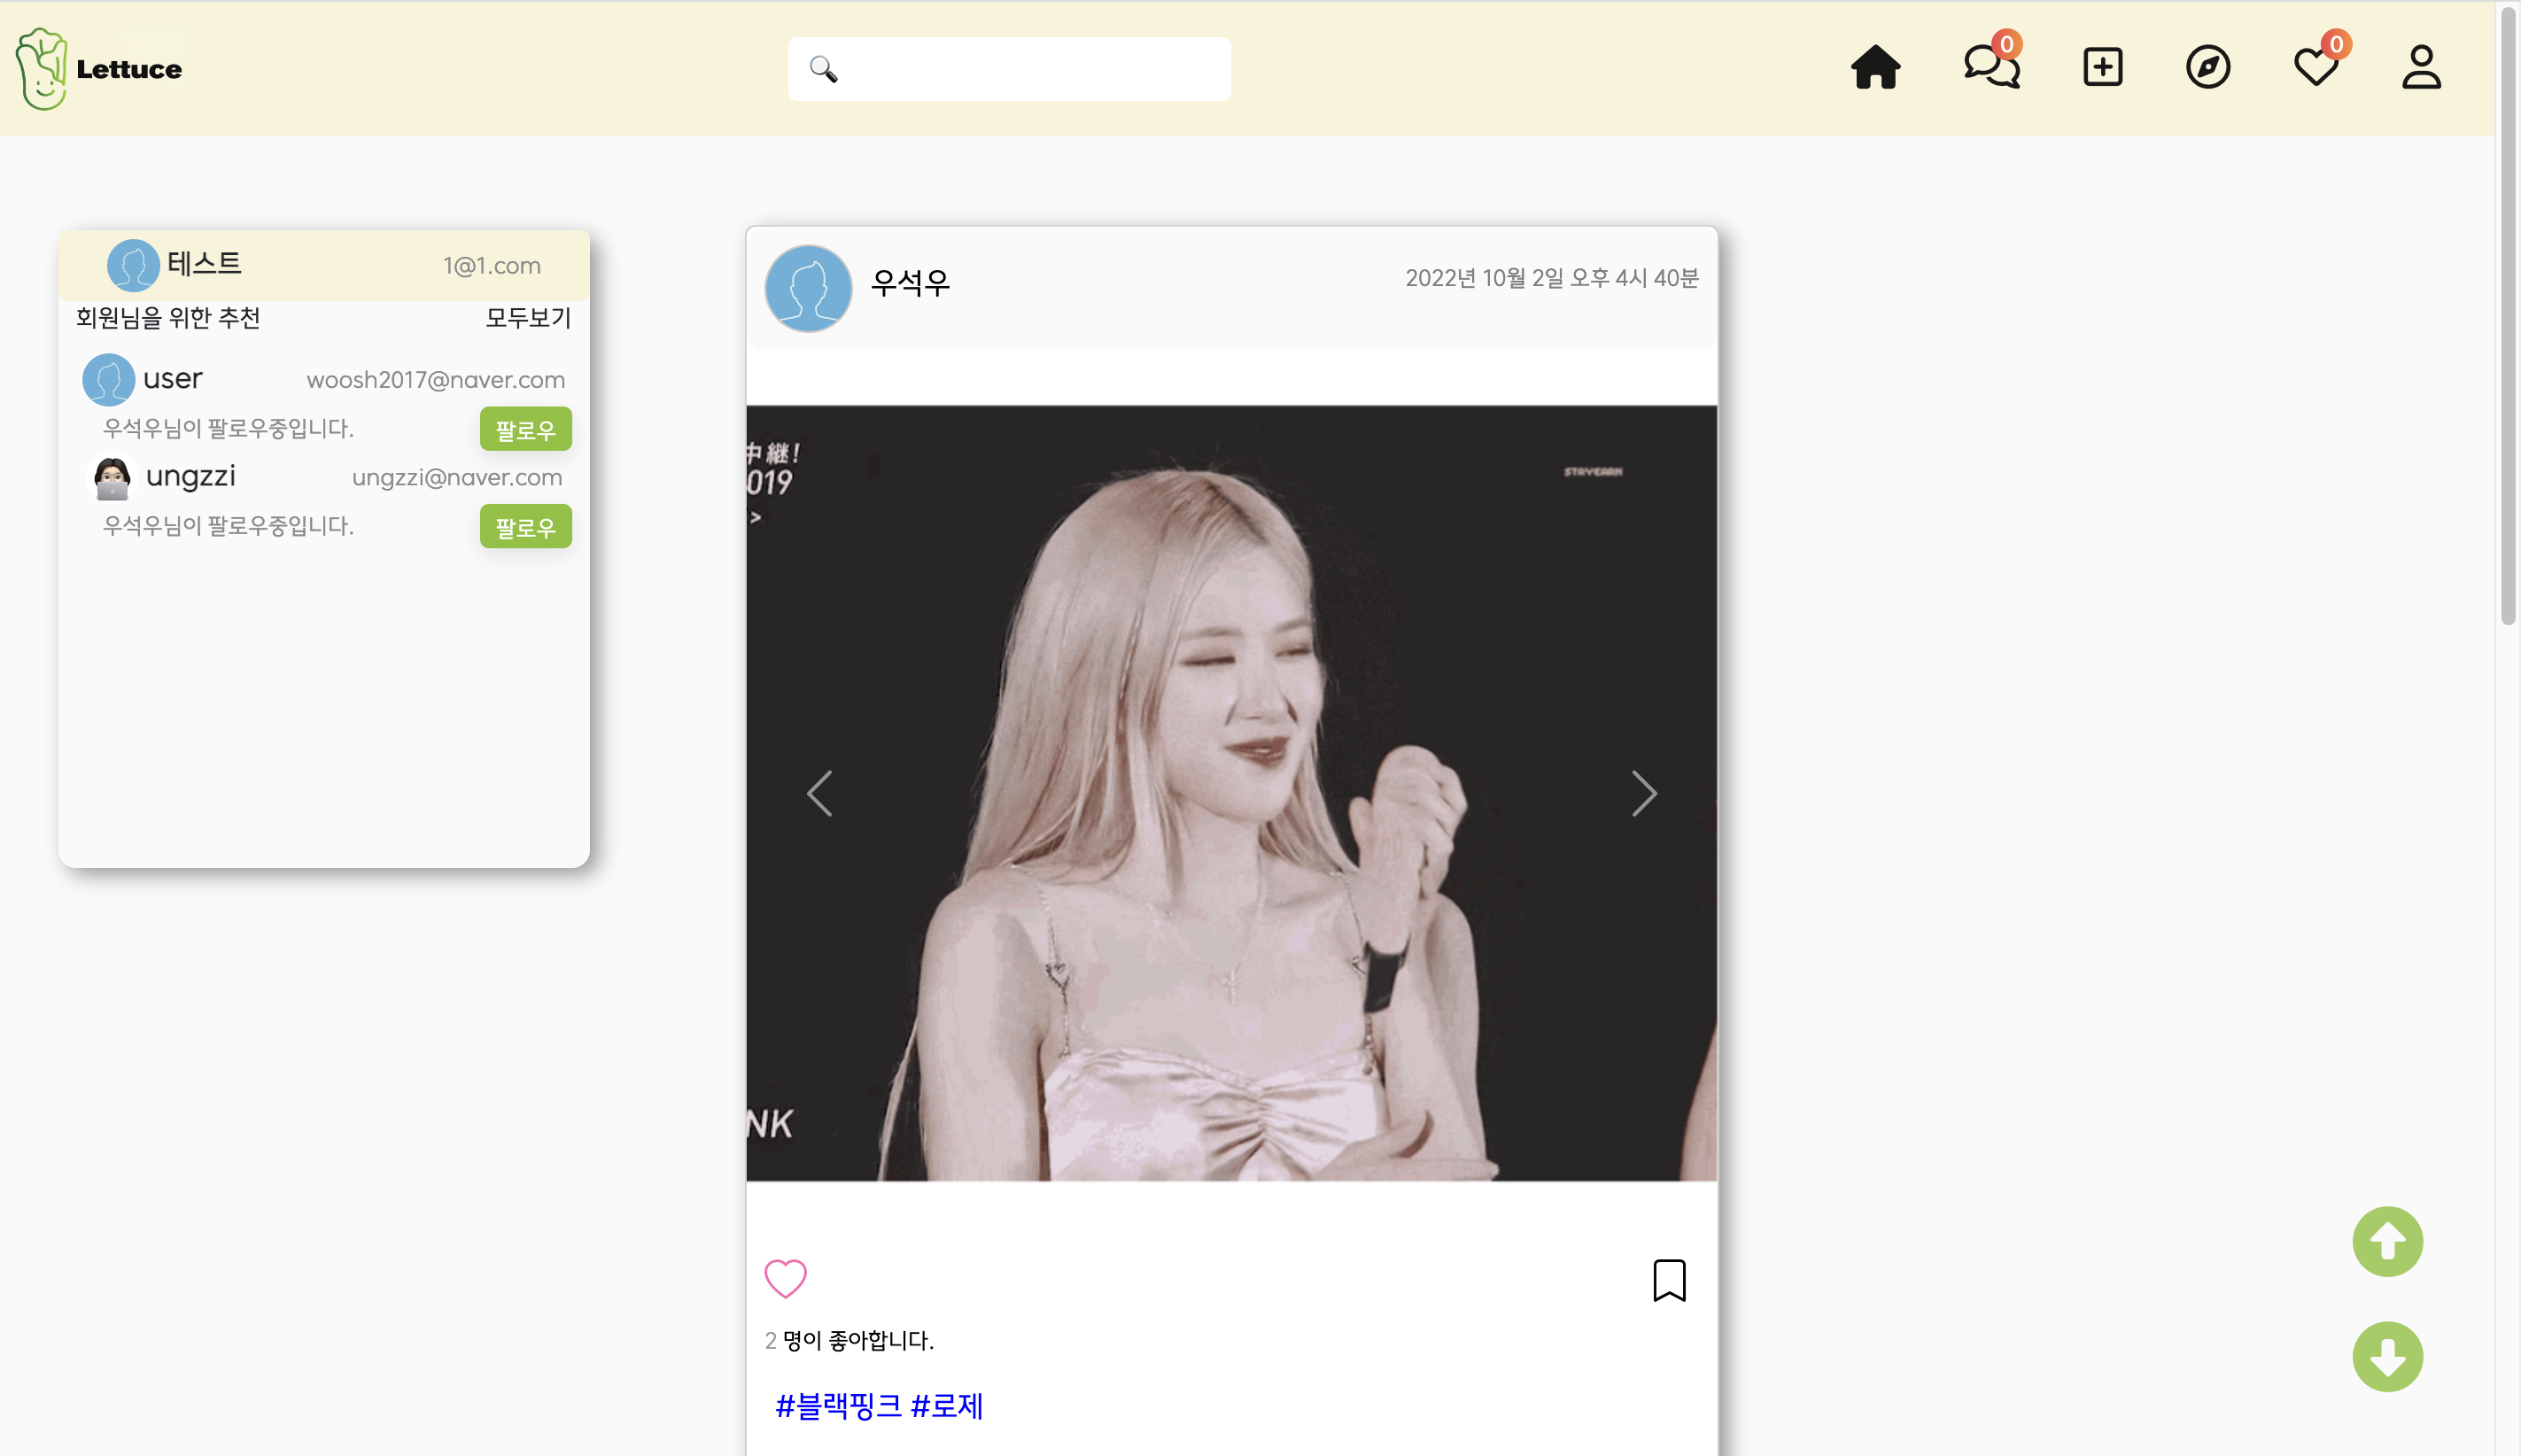 Lettuce
0
0
테스트 1@1.com
회원님을 위한 추천 모두보기
user woosh2017@naver.com
우석우님이 팔로우중입니다. 팔로우
ungzzi ungzzi@naver.com
우석우님이 팔로우중입니다. 팔로우
우석우 2022년 10월 2일 오후 4시 40분
中継!
019
>
STAYEARN
NK
2 명이 좋아합니다.
#블랙핑크 #로제